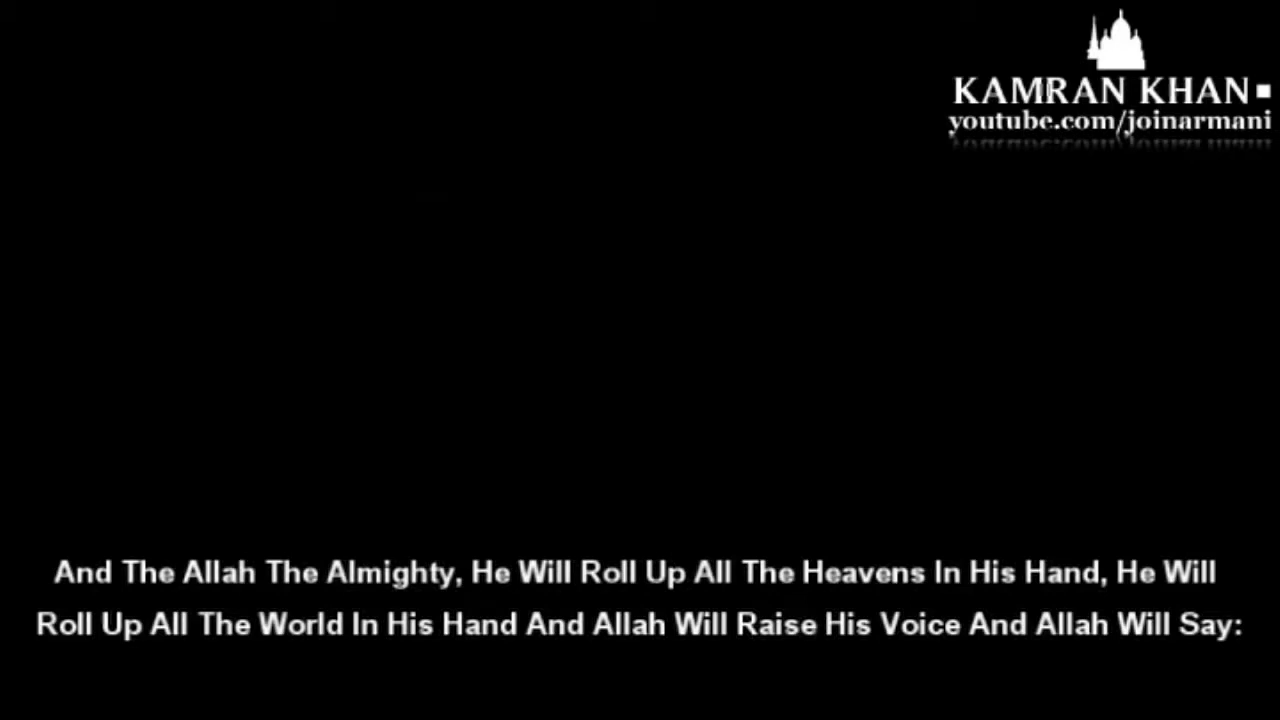 KAMRAN KHAN
youtube.com/joinarmani
And The Allah The Almighty, He Will Roll Up All The Heavens In His Hand, He Will
Roll Up All The World In His Hand And Allah Will Raise His Voice And Allah Will Say: